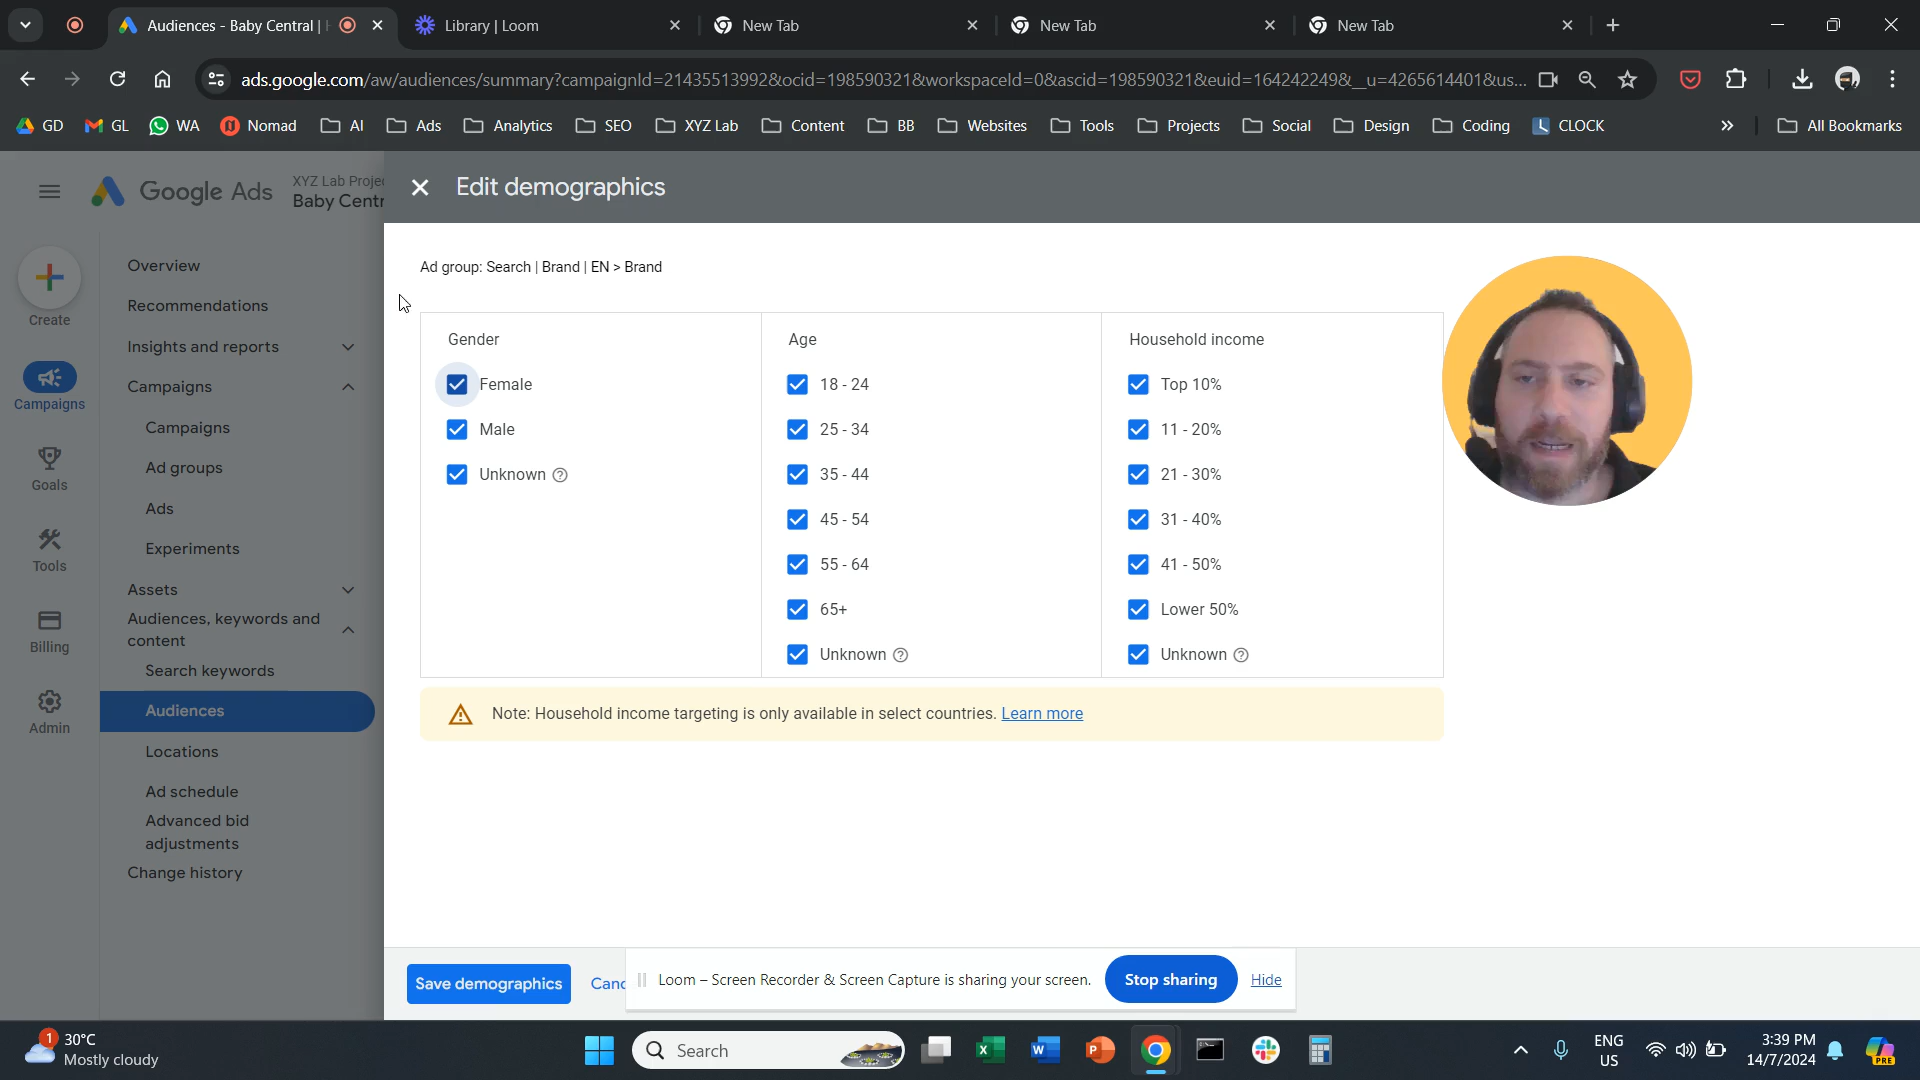 Audiences - Baby Central |
Library | Loom
New Tab
New Tab
New Tab
ads.google.com/aw/audiences/summary?campaignId=21435513992&ocid=198590321&workspaceId=0&ascid=198590321&euid=164242249&__u=4265614401&us...
GD
GL
WA
Nomad
AI
Ads
Analytics
SEO
XYZ Lab
Content
BB
Websites
Tools
Projects
Social
Design
Coding
CLOCK
All Bookmarks
Google Ads
XYZ Lab Projec
Baby Centr
Edit demographics
Create
Campaigns
Goals
Tools
Billing
Admin
Overview
Recommendations
Insights and reports
Campaigns
Campaigns
Ad groups
Ads
Experiments
Assets
Audiences, keywords and
content
Search keywords
Audiences
Locations
Ad schedule
Advanced bid
adjustments
Change history
Ad group: Search | Brand | EN > Brand
Gender
Female
Male
Unknown
Age
18 - 24
25 - 34
35 - 44
45 - 54
55 - 64
65+
Unknown
Household income
Top 10%
11 - 20%
21 - 30%
31 - 40%
41 - 50%
Lower 50%
Unknown
Note: Household income targeting is only available in select countries. Learn more
Save demographics
Canc
Loom – Screen Recorder & Screen Capture is sharing your screen.
Stop sharing
Hide
1
30°C
Mostly cloudy
Search
ENG
US
3:39 PM
14/7/2024
PRE